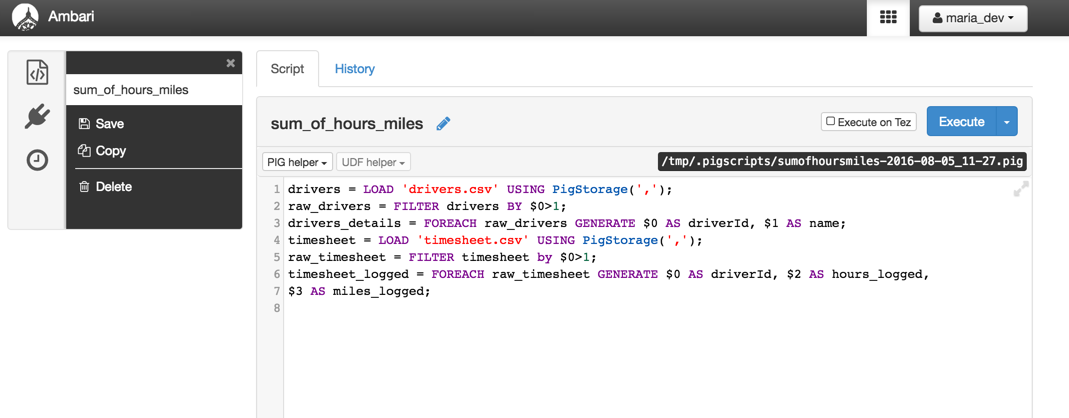 Ambari
maria_dev
sum_of_hours_miles
Save
Copy
Delete
Script History
sum_of_hours_miles
Execute on Tez Execute
PIG helper UDF helper /tmp/.pigscripts/sumofhoursmiles-2016-08-05_11-27.pig
1 drivers = LOAD 'drivers.csv' USING PigStorage(',');
2 raw_drivers = FILTER drivers BY $0>1;
3 drivers_details = FOREACH raw_drivers GENERATE $0 AS driverId, $1 AS name;
4 timesheet = LOAD 'timesheet.csv' USING PigStorage(',');
5 raw_timesheet = FILTER timesheet by $0>1;
6 timesheet_logged = FOREACH raw_timesheet GENERATE $0 AS driverId, $2 AS hours_logged,
7 $3 AS miles_logged;
8